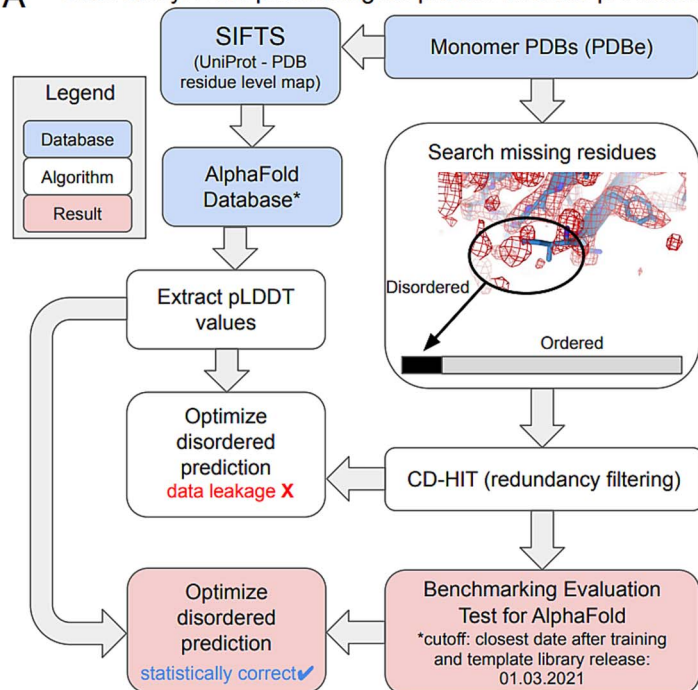 A
SIFTS
(UniProt - PDB
residue level map)
Monomer PDBs (PDBe)
Legend
Database
Algorithm
Result
AlphaFold
Database*
Search missing residues
Disordered
Ordered
Extract pLDDT
values
Optimize
disordered
prediction
data leakage X
CD-HIT (redundancy filtering)
Optimize
disordered
prediction
statistically correct✔
Benchmarking Evaluation
Test for AlphaFold
*cutoff: closest date after training
and template library release:
01.03.2021